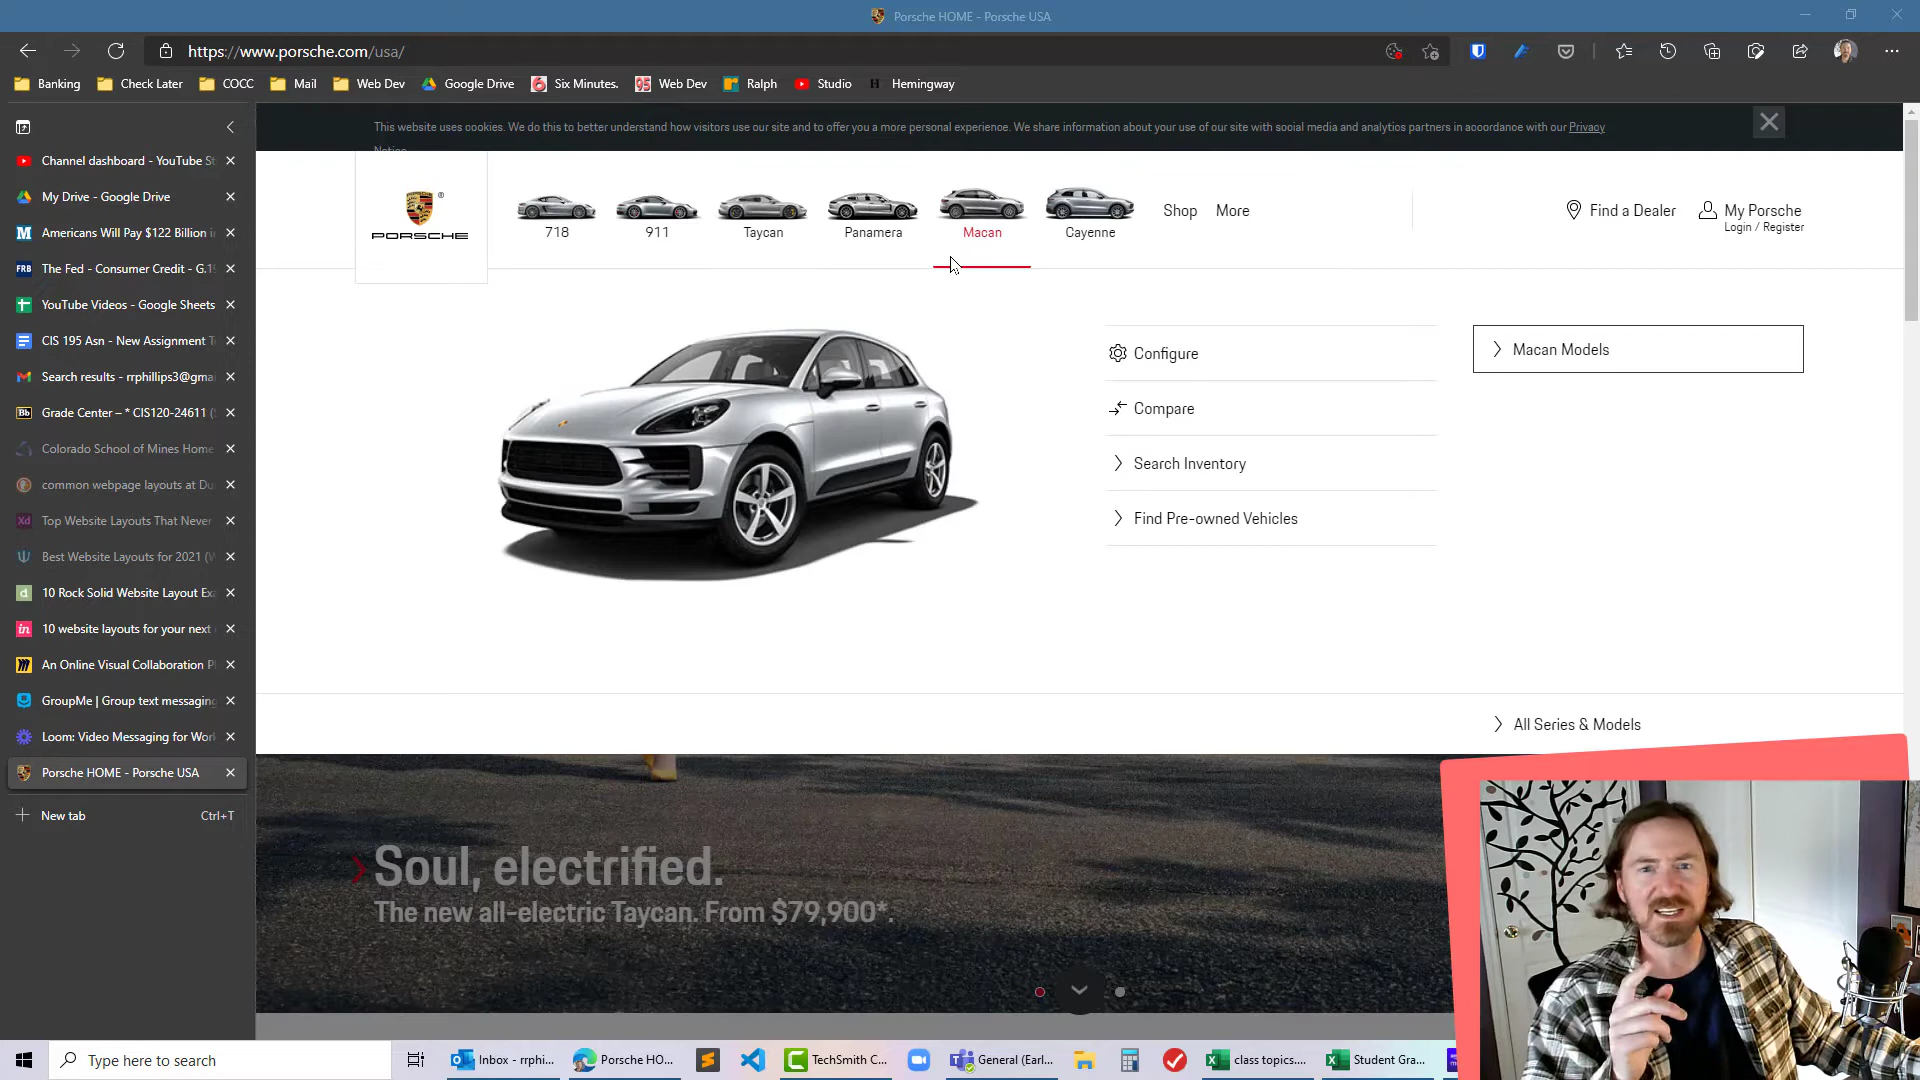 Porsche HOME - Porsche USA
https://www.porsche.com/usa/
Banking
Check Later
COCC
Mail
Web Dev
Google Drive
Six Minutes.
95 Web Dev
Ralph
Studio
H Hemingway
Channel dashboard - YouTube St
My Drive - Google Drive
M Americans Will Pay $122 Billion i
FRB The Fed - Consumer Credit - G.19
YouTube Videos - Google Sheets
CIS 195 Asn - New Assignment T
Search results - rrphillips3@gma
Bb Grade Center – * CIS120-24611 (
Colorado School of Mines Home
common webpage layouts at Du
Xd Top Website Layouts That Never
Best Website Layouts for 2021 (
d 10 Rock Solid Website Layout Ex
in 10 website layouts for your next
An Online Visual Collaboration P
GroupMe | Group text messaging
Loom: Video Messaging for Wor
Porsche HOME - Porsche USA
New tab Ctrl+T
This website uses cookies. We do this to better understand how visitors use our site and to offer you a more personal experience. We share information about your use of our site with social media and analytics partners in accordance with our Privacy
Notice.
PORSCHE
®
718
911
Taycan
Panamera
Macan
Cayenne
Shop
More
Find a Dealer
My Porsche
Login / Register
Configure
Compare
Search Inventory
Find Pre-owned Vehicles
Macan Models
All Series & Models
Soul, electrified.
The new all-electric Taycan. From $79,900*.
Type here to search
Inbox - rrphi...
Porsche HO...
TechSmith C...
General (Earl...
class topics....
Student Gra...